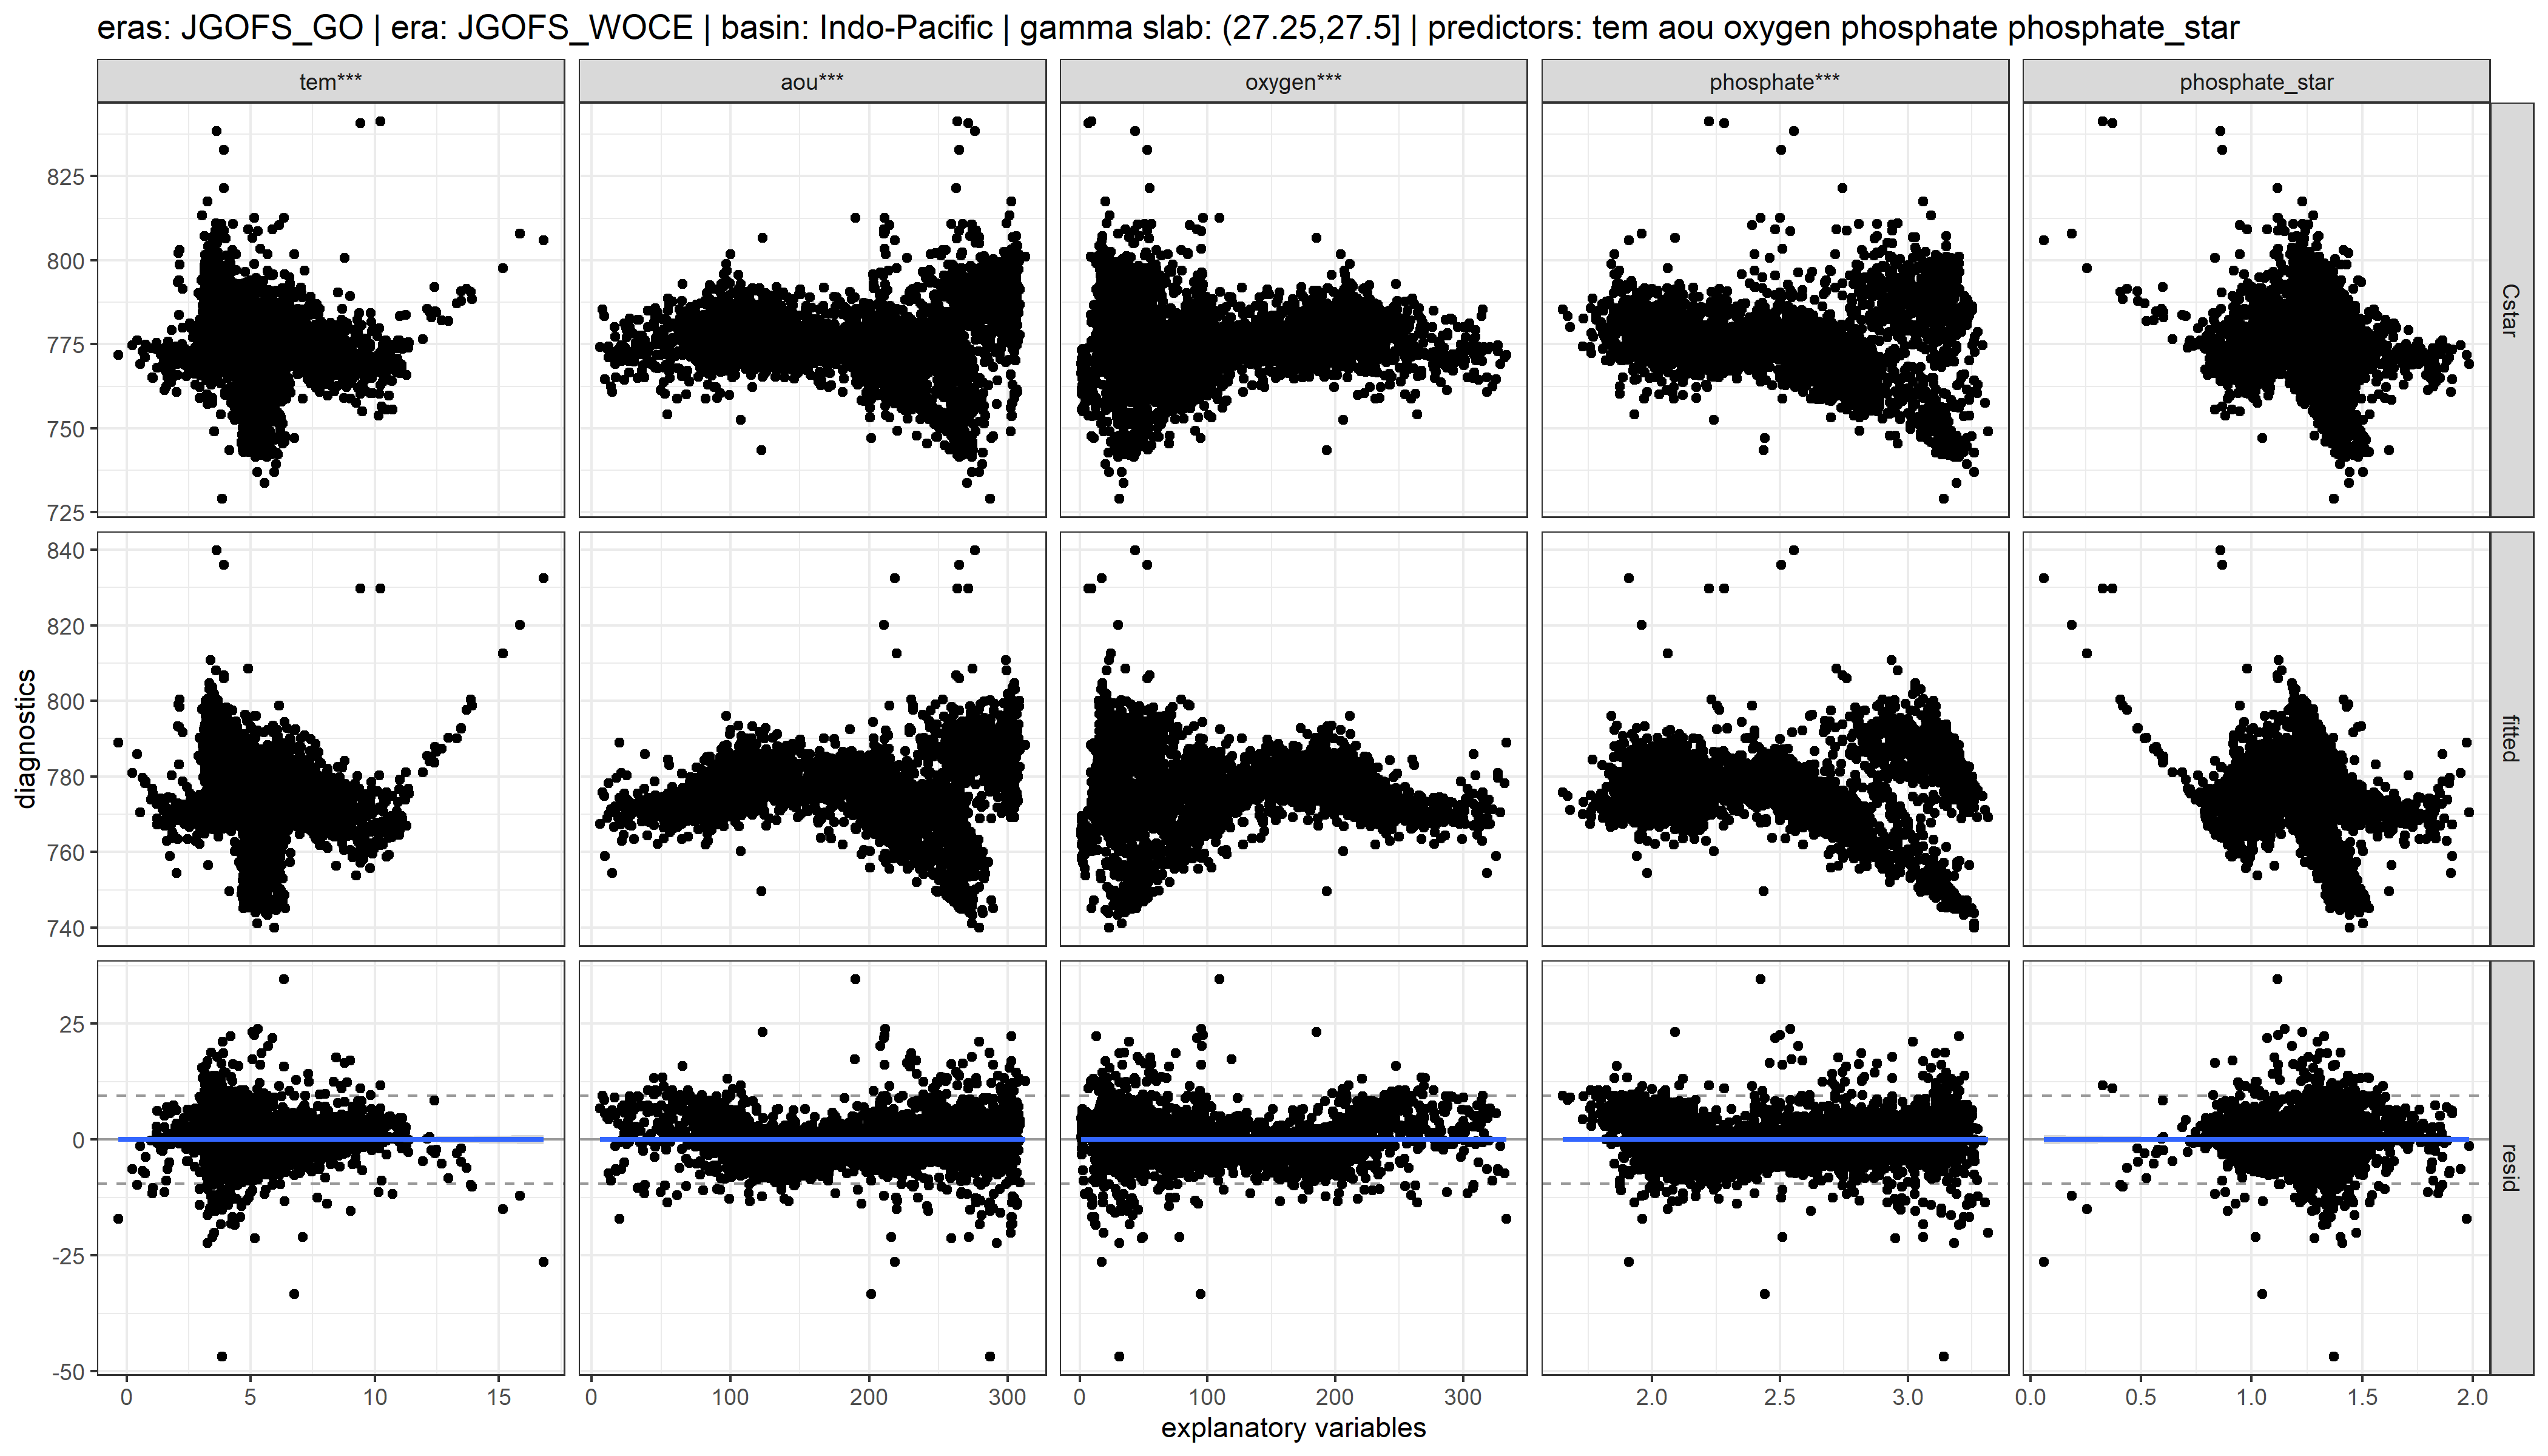 eras: JGOFS_GO | era: JGOFS_WOCE | basin: Indo-Pacific | gamma slab: (27.25,27.5] | predictors: tem aou oxygen phosphate phosphate_star
tem*** aou*** oxygen*** phosphate*** phosphate_star
825
800
775
750
725
Cstar
840
820
800
780
760
740
fitted
diagnostics
25
0
-25
-50
resid
0 5 10 15 0 100 200 300 0 100 200 300 2.0 2.5 3.0 0.0 0.5 1.0 1.5 2.0
explanatory variables